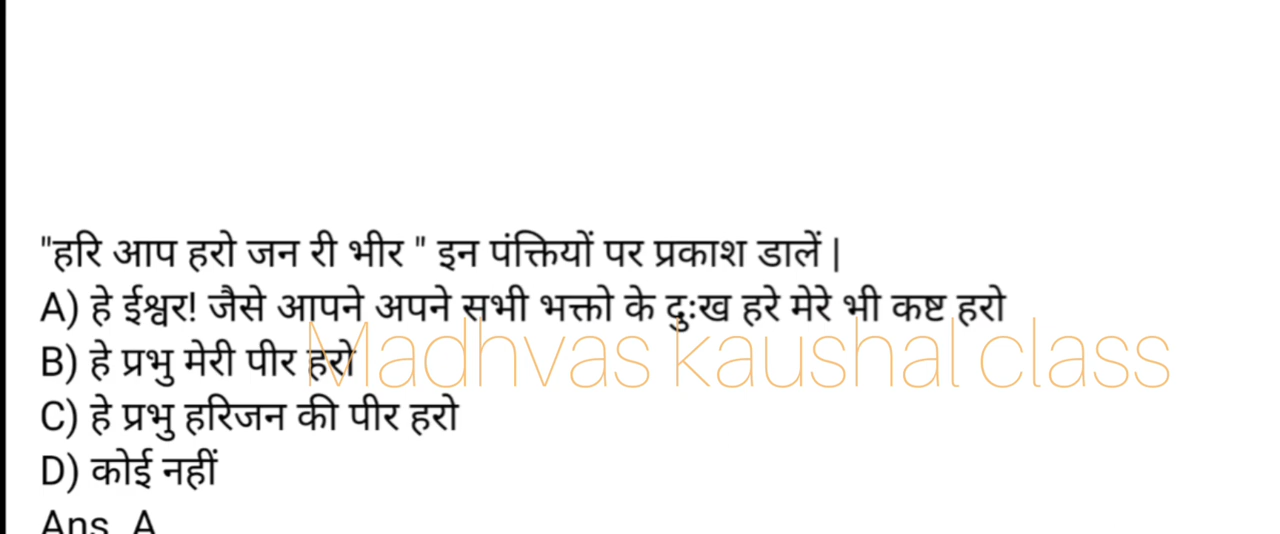 "हरि आप हरो जन री भीर " इन पंक्तियों पर प्रकाश डालें |
A) हे ईश्वर! जैसे आपने अपने सभी भक्तो के दुःख हरे मेरे भी कष्ट हरो
B) हे प्रभु मेरी पीर हरो
Madhvas kaushal class
C) हे प्रभु हरिजन की पीर हरो
D) कोई नहीं
Ans A